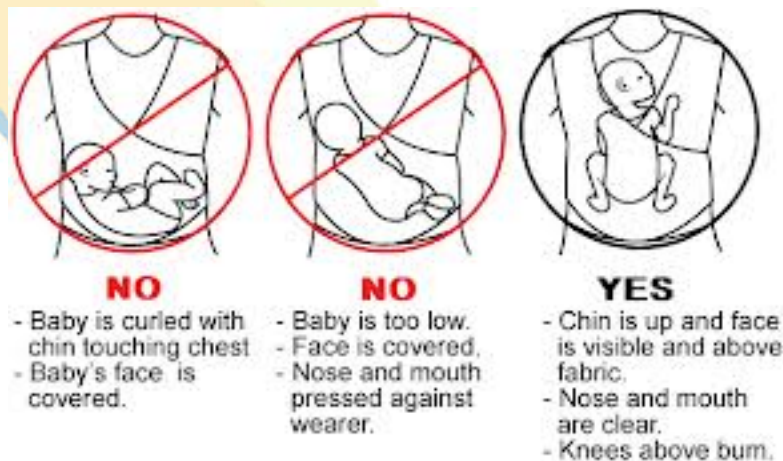 NO
- Baby is curled with
chin touching chest
- Baby's face is
covered.
NO
- Baby is too low.
- Face is covered.
- Nose and mouth
pressed against
wearer.
YES
- Chin is up and face
is visible and above
fabric.
- Nose and mouth
are clear.
- Knees above bum.